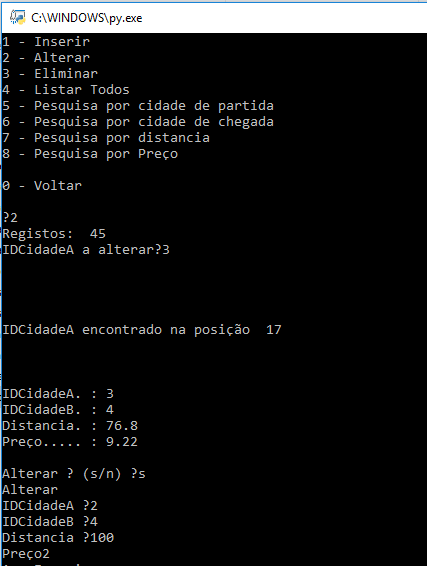 C:\WINDOWS\py.exe
1 - Inserir
2 - Alterar
3 - Eliminar
4 - Listar Todos
5 - Pesquisa por cidade de partida
6 - Pesquisa por cidade de chegada
7 - Pesquisa por distancia
8 - Pesquisa por Preço
0 - Voltar
?2
Registos:  45
IDCidadeA a alterar?3
IDCidadeA encontrado na posição  17
IDCidadeA. : 3
IDCidadeB. : 4
Distancia. : 76.8
Preço..... : 9.22
Alterar ? (s/n) ?s
Alterar
IDCidadeA ?2
IDCidadeB ?4
Distancia ?100
Preço2